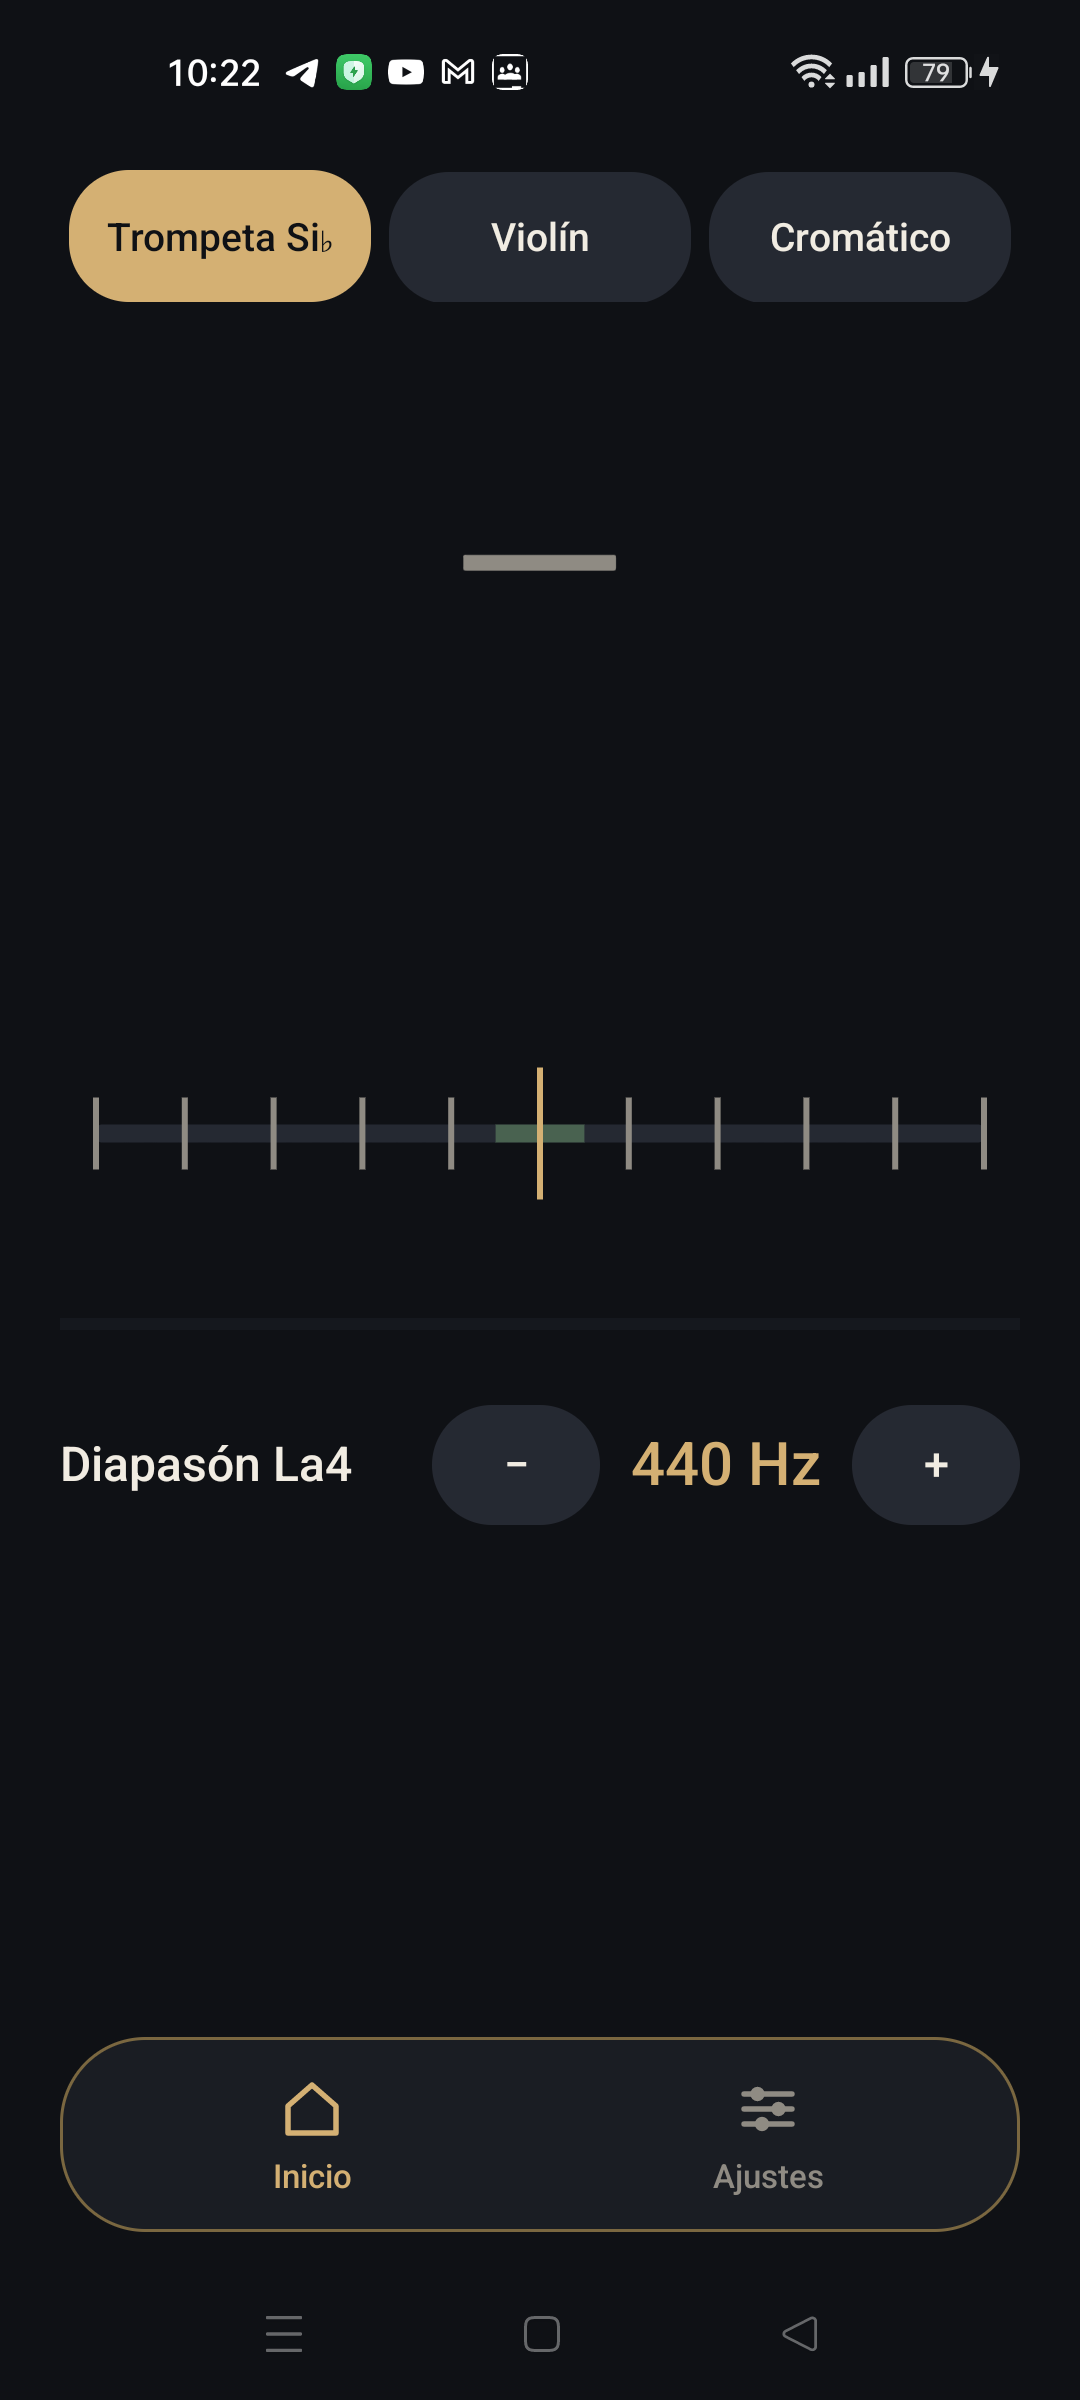 10:22 79
Trompeta Si♭ Violín Cromático
—
Diapasón La4 − 440 Hz +
Inicio Ajustes